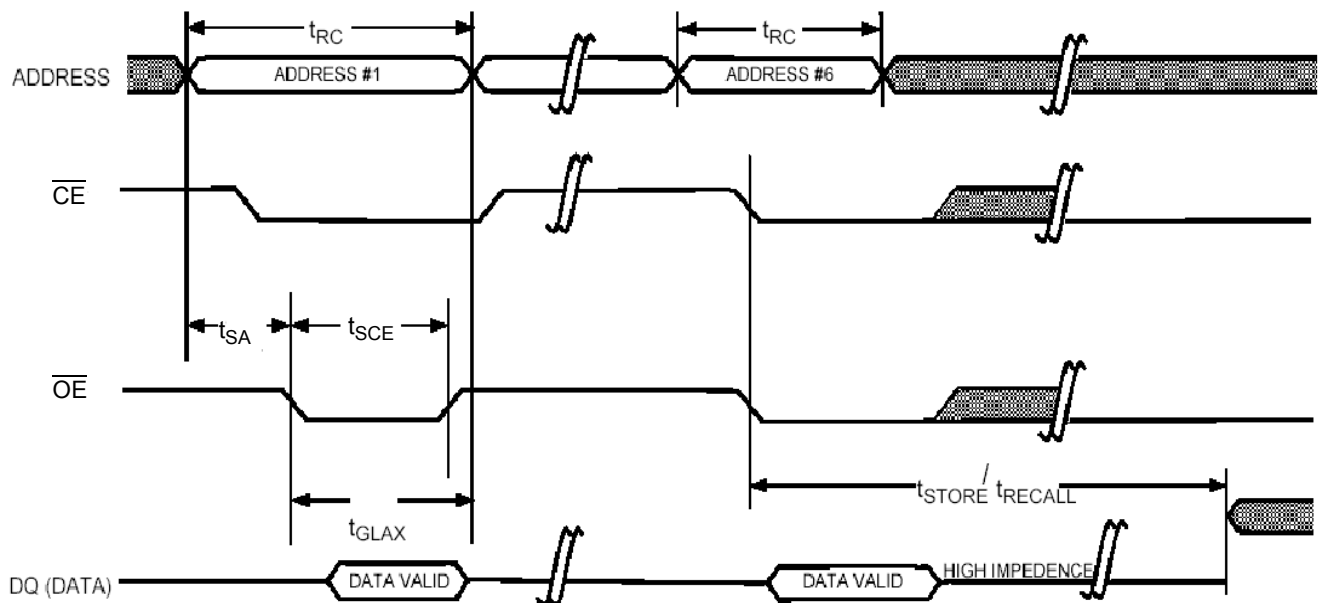 tRC tRC
ADDRESS ADDRESS #1 ADDRESS #6
CE
tSA tSCE
OE
tSTORE / tRECALL
tGLAX
DQ (DATA) DATA VALID DATA VALID HIGH IMPEDENCE